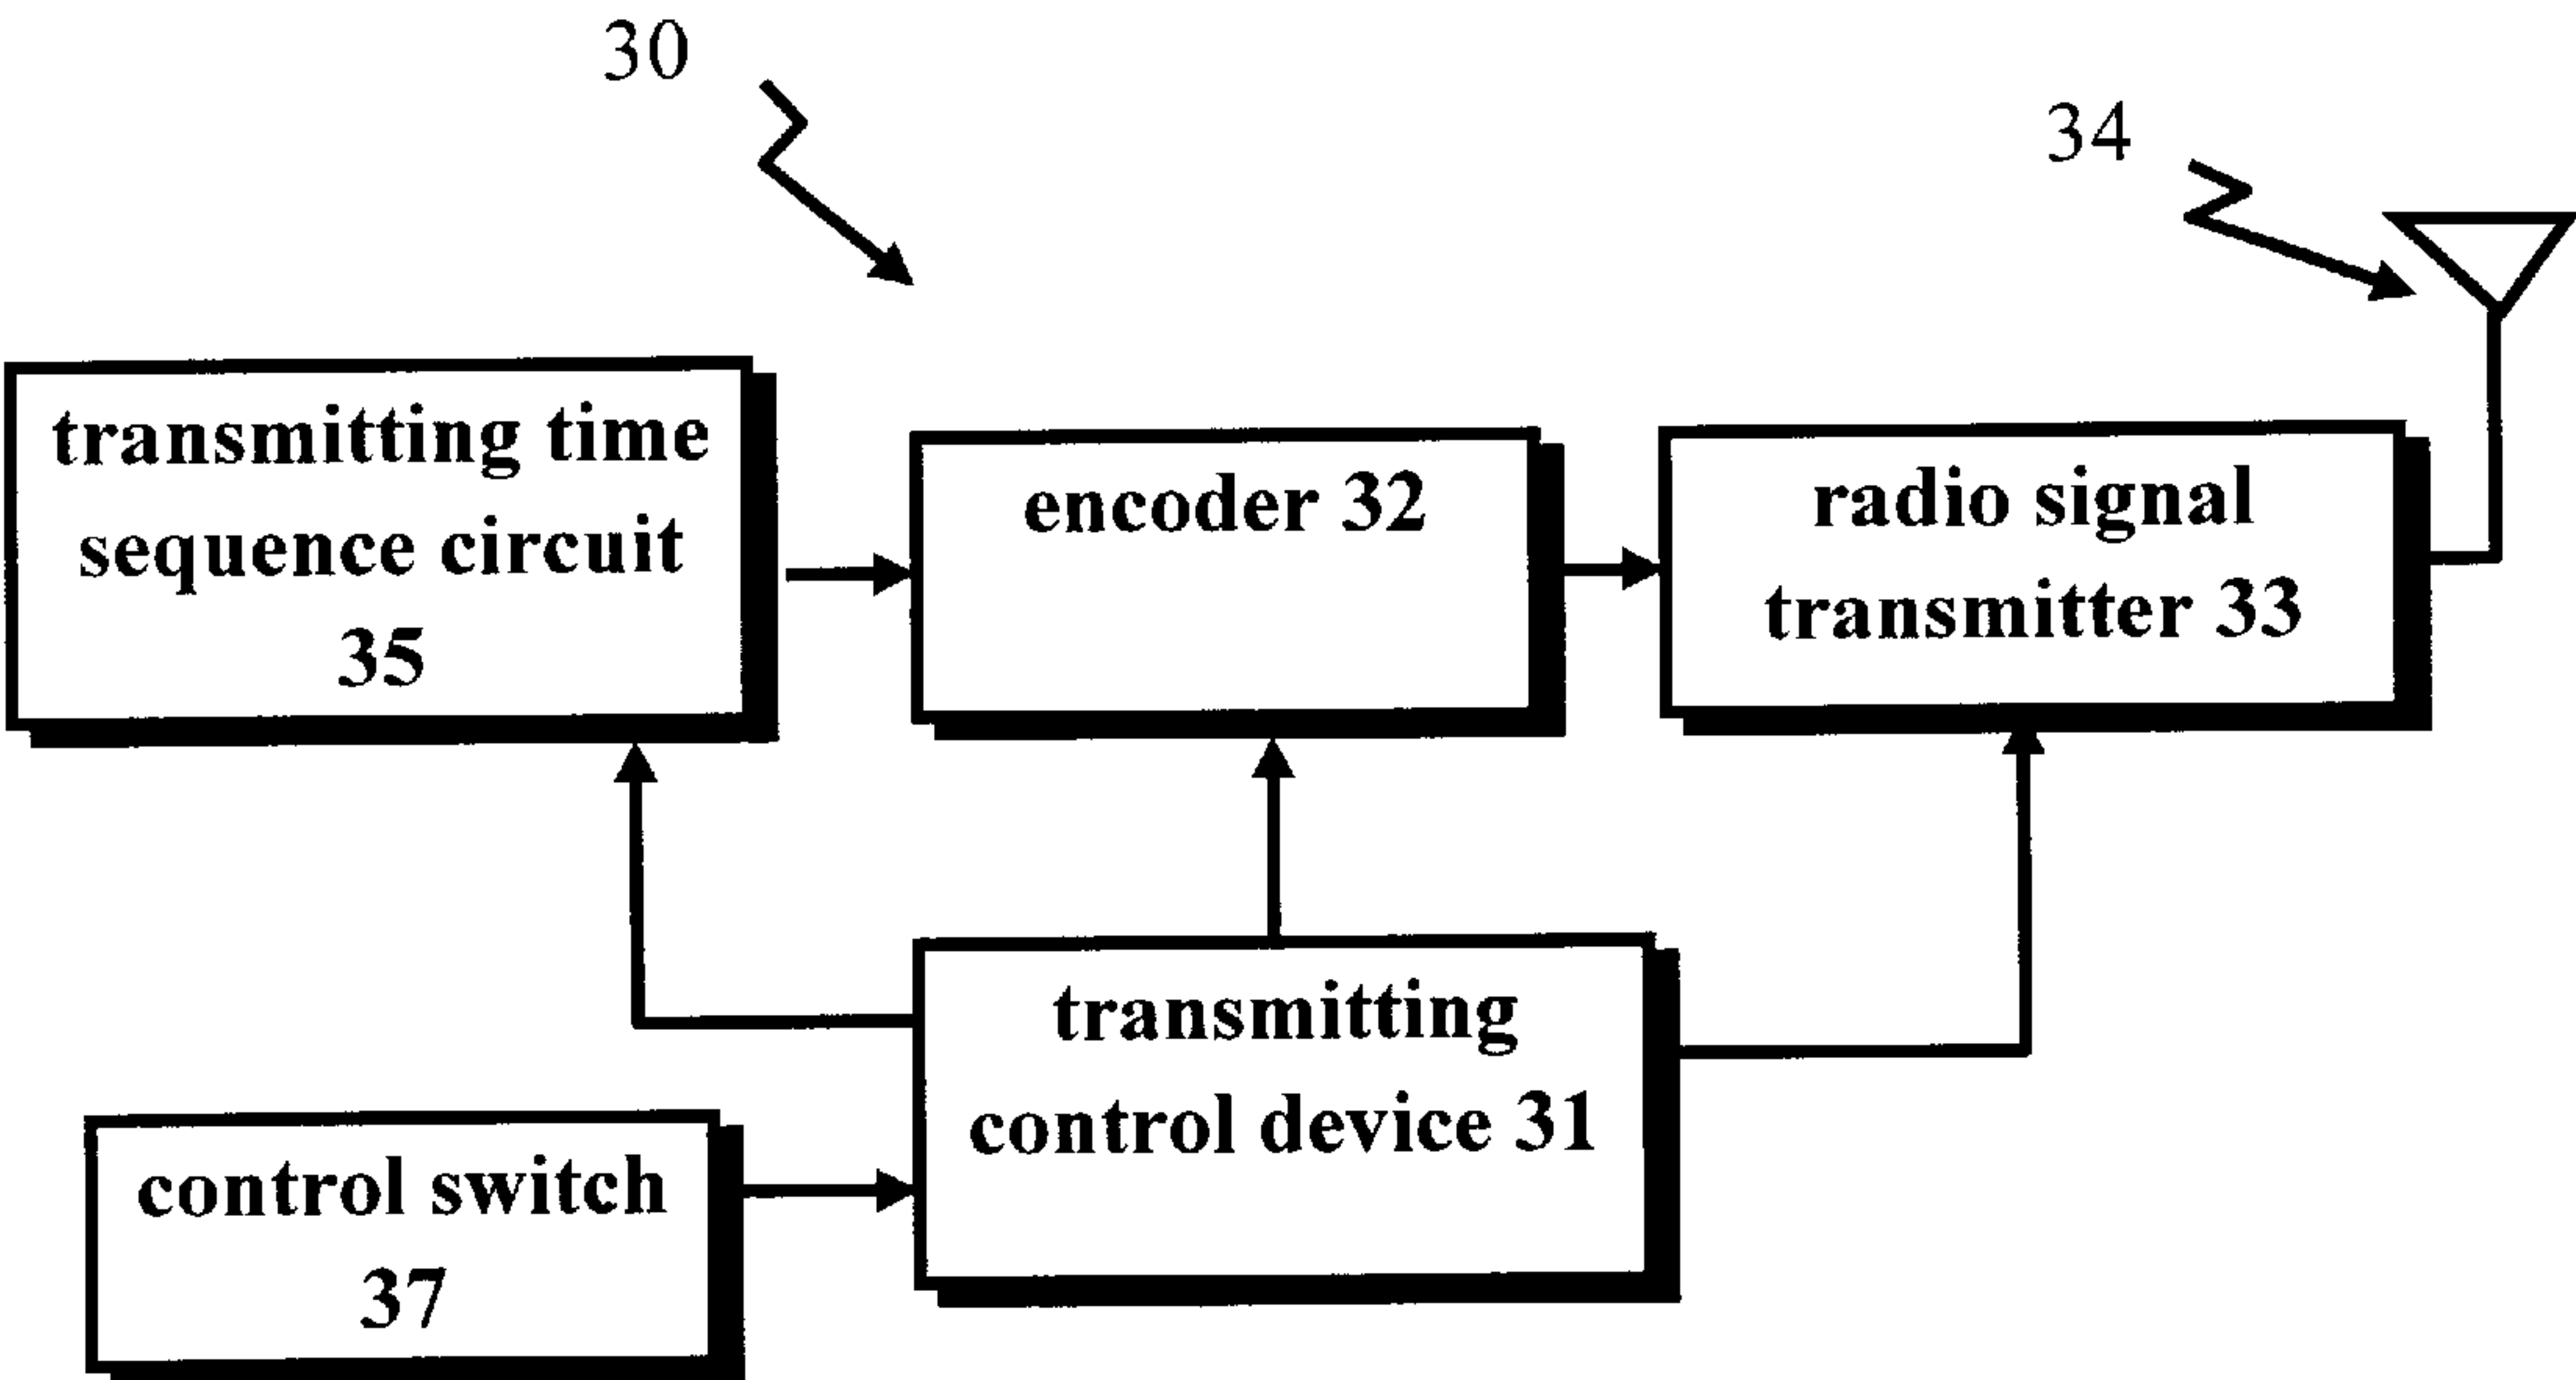 30
34
transmitting time
sequence circuit
35
encoder 32
radio signal
transmitter 33
transmitting
control device 31
control switch
37